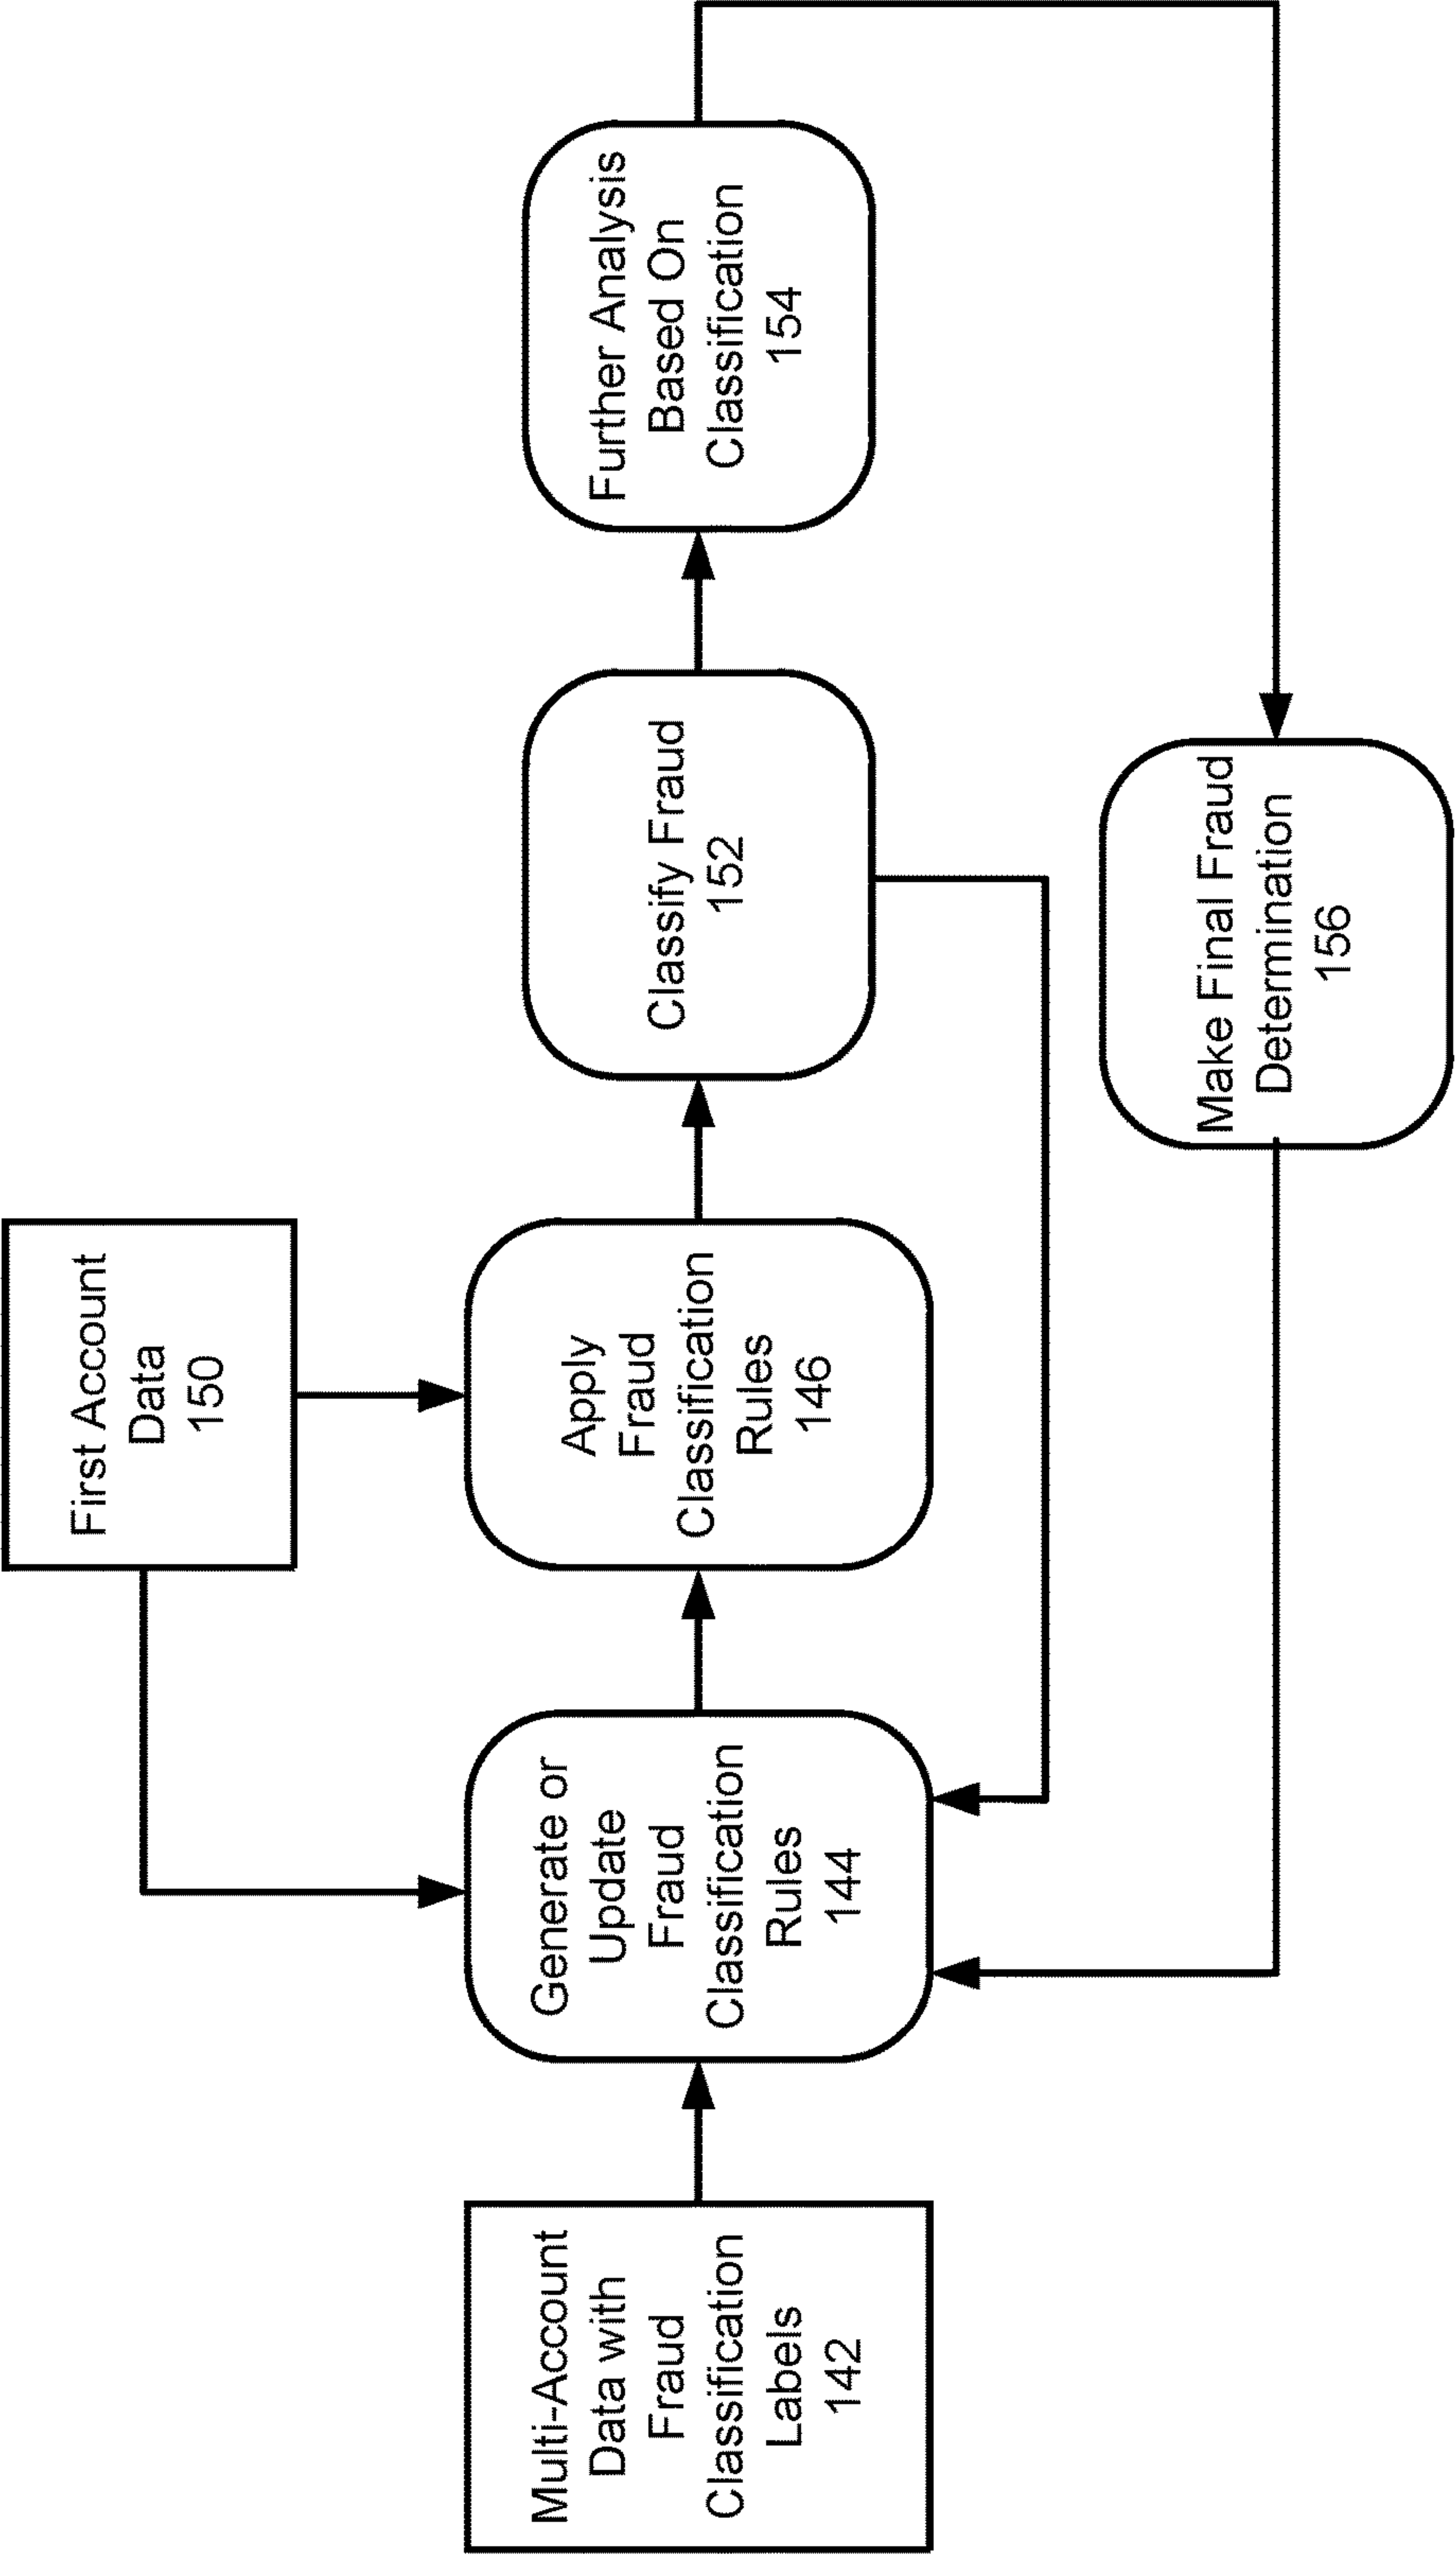 First Account
Data
150
Multi-Account
Data with
Fraud
Classification
Labels
142
Generate or
Update
Fraud
Classification
Rules
144
Apply
Fraud
Classification
Rules
146
Classify Fraud
152
Further Analysis
Based On
Classification
154
Make Final Fraud
Determination
156